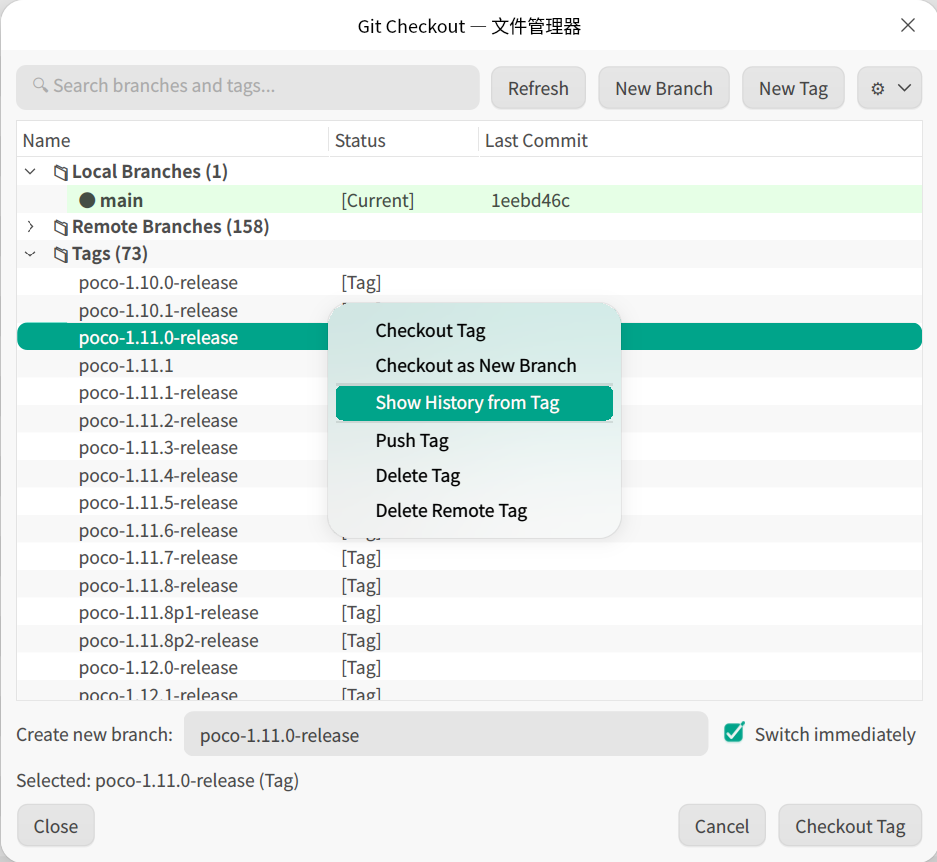 Git Checkout — 文件管理器
Search branches and tags...
Refresh
New Branch
New Tag
Name Status Last Commit
Local Branches (1)
main [Current] 1eebd46c
Remote Branches (158)
Tags (73)
poco-1.10.0-release [Tag]
poco-1.10.1-release
poco-1.11.0-release
poco-1.11.1
poco-1.11.1-release
poco-1.11.2-release
poco-1.11.3-release
poco-1.11.4-release
poco-1.11.5-release
poco-1.11.6-release
poco-1.11.7-release [Tag]
poco-1.11.8-release [Tag]
poco-1.11.8p1-release [Tag]
poco-1.11.8p2-release [Tag]
poco-1.12.0-release [Tag]
poco-1.12.1-release [Tag]
Checkout Tag
Checkout as New Branch
Show History from Tag
Push Tag
Delete Tag
Delete Remote Tag
Create new branch: poco-1.11.0-release Switch immediately
Selected: poco-1.11.0-release (Tag)
Close
Cancel
Checkout Tag